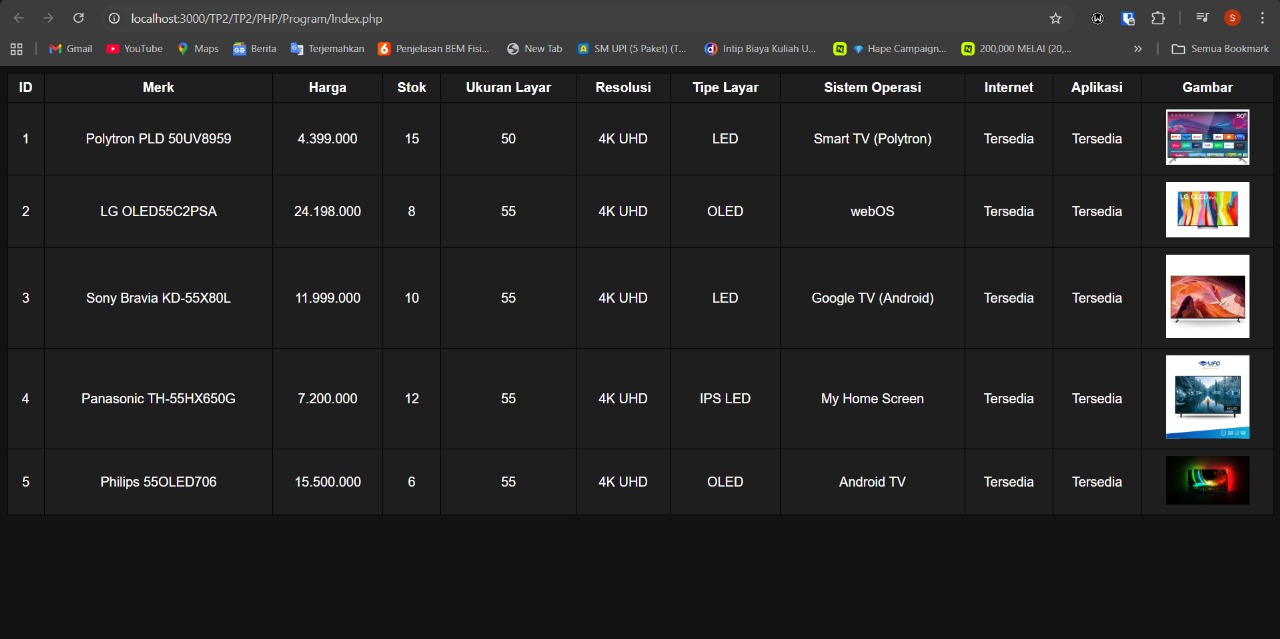 localhost:3000/TP2/TP2/PHP/Program/Index.php
S
Gmail YouTube Maps Berita Terjemahkan Penjelasan BEM Fisi... New Tab SM UPI (5 Paket) (T... Intip Biaya Kuliah U... Hape Campaign... 200,000 MELAI (20,... » Semua Bookmark
ID Merk Harga Stok Ukuran Layar Resolusi Tipe Layar Sistem Operasi Internet Aplikasi Gambar
1 Polytron PLD 50UV8959 4.399.000 15 50 4K UHD LED Smart TV (Polytron) Tersedia Tersedia
50"
2 LG OLED55C2PSA 24.198.000 8 55 4K UHD OLED webOS Tersedia Tersedia
LG OLED
3 Sony Bravia KD-55X80L 11.999.000 10 55 4K UHD LED Google TV (Android) Tersedia Tersedia
4 Panasonic TH-55HX650G 7.200.000 12 55 4K UHD IPS LED My Home Screen Tersedia Tersedia
UFO
5 Philips 55OLED706 15.500.000 6 55 4K UHD OLED Android TV Tersedia Tersedia